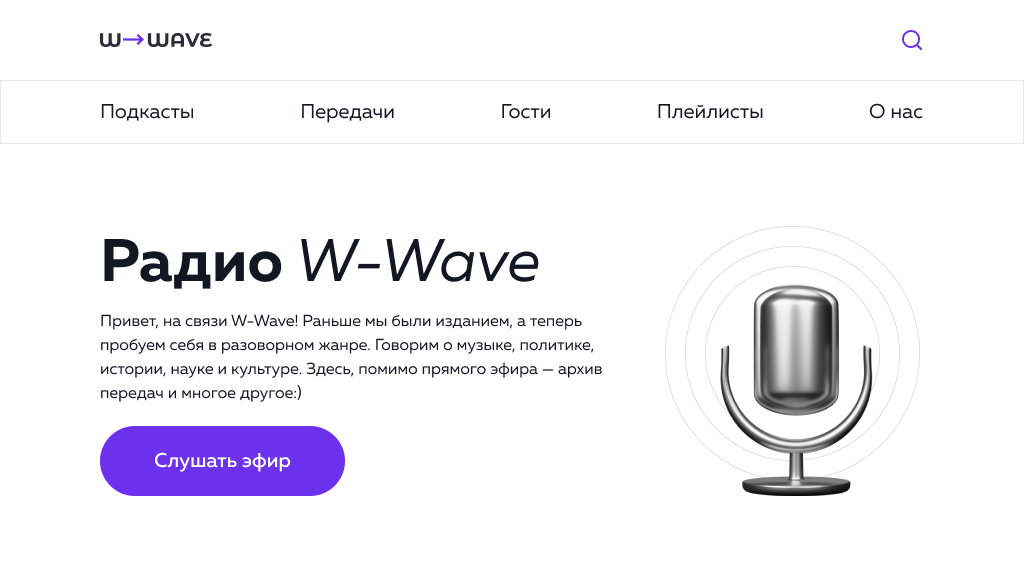 W→WAVE
Подкасты Передачи Гости Плейлисты О нас
Радио W-Wave
Привет, на связи W-Wave! Раньше мы были изданием, а теперь
пробуем себя в разоворном жанре. Говорим о музыке, политике,
истории, науке и культуре. Здесь, помимо прямого эфира — архив
передач и многое другое:)
Слушать эфир